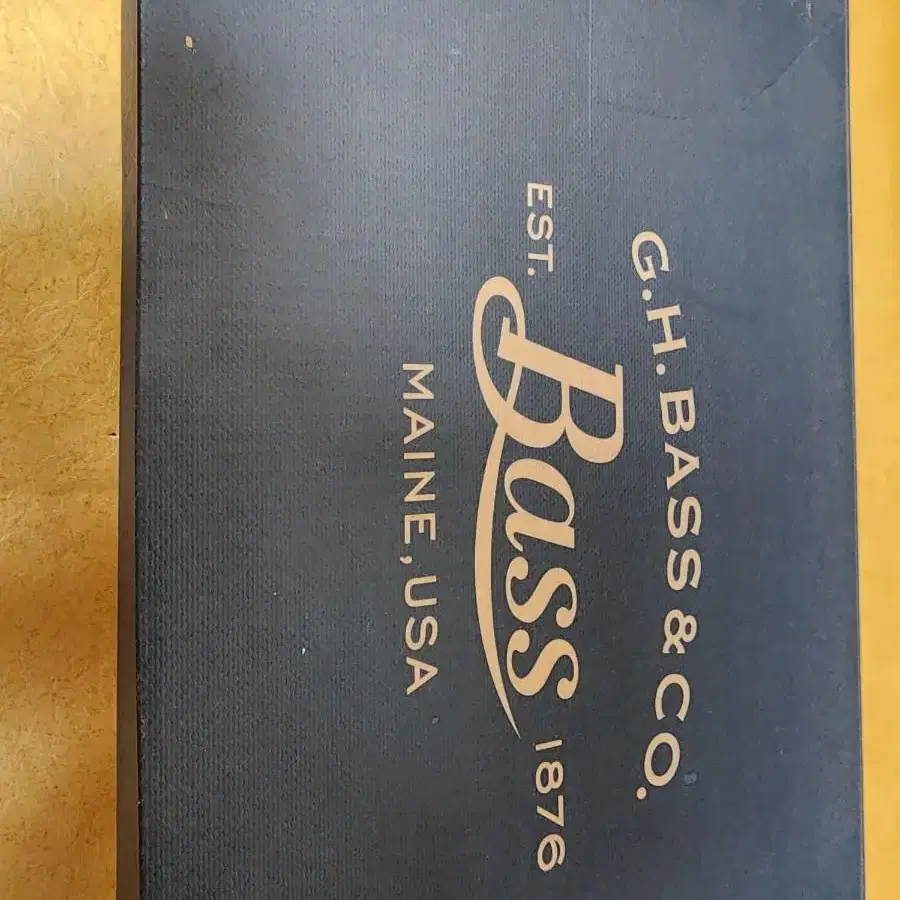 G.H. BASS & CO.
EST. Bass 1876
MAINE, USA